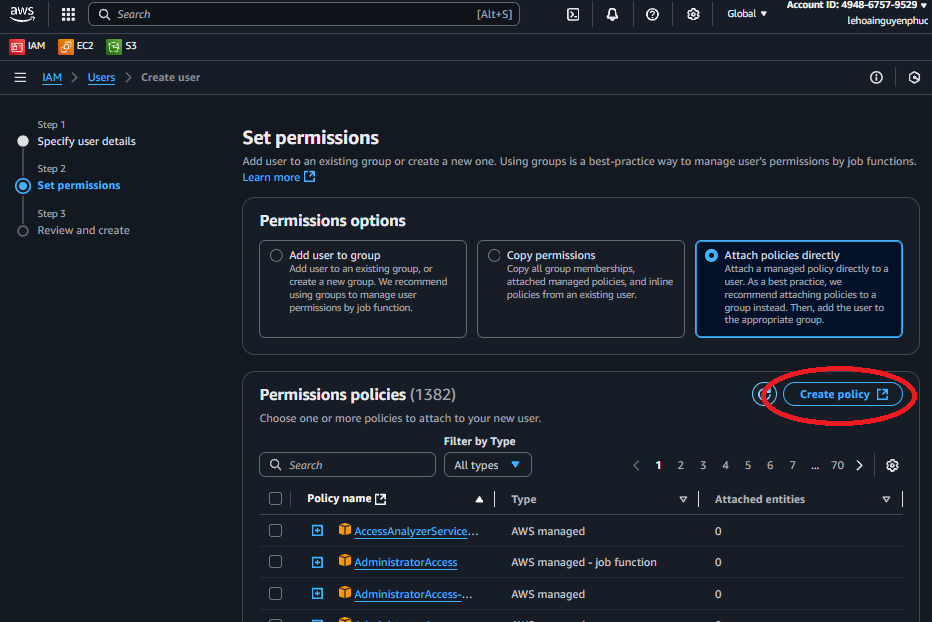 aws
Search [Alt+S]
Global
Account ID: 4948-6757-9529
lehoainguyenphuc
IAM EC2 S3
IAM > Users > Create user
Step 1
Specify user details
Step 2
Set permissions
Step 3
Review and create
Set permissions
Add user to an existing group or create a new one. Using groups is a best-practice way to manage user's permissions by job functions.
Learn more
Permissions options
Add user to group
Add user to an existing group, or
create a new group. We recommend
using groups to manage user
permissions by job function.
Copy permissions
Copy all group memberships,
attached managed policies, and inline
policies from an existing user.
Attach policies directly
Attach a managed policy directly to a
user. As a best practice, we
recommend attaching policies to a
group instead. Then, add the user to
the appropriate group.
Permissions policies (1382)
Create policy
Choose one or more policies to attach to your new user.
Filter by Type
Search
All types
1 2 3 4 5 6 7 ... 70
Policy name Type Attached entities
AccessAnalyzerService... AWS managed 0
AdministratorAccess AWS managed - job function 0
AdministratorAccess-... AWS managed 0